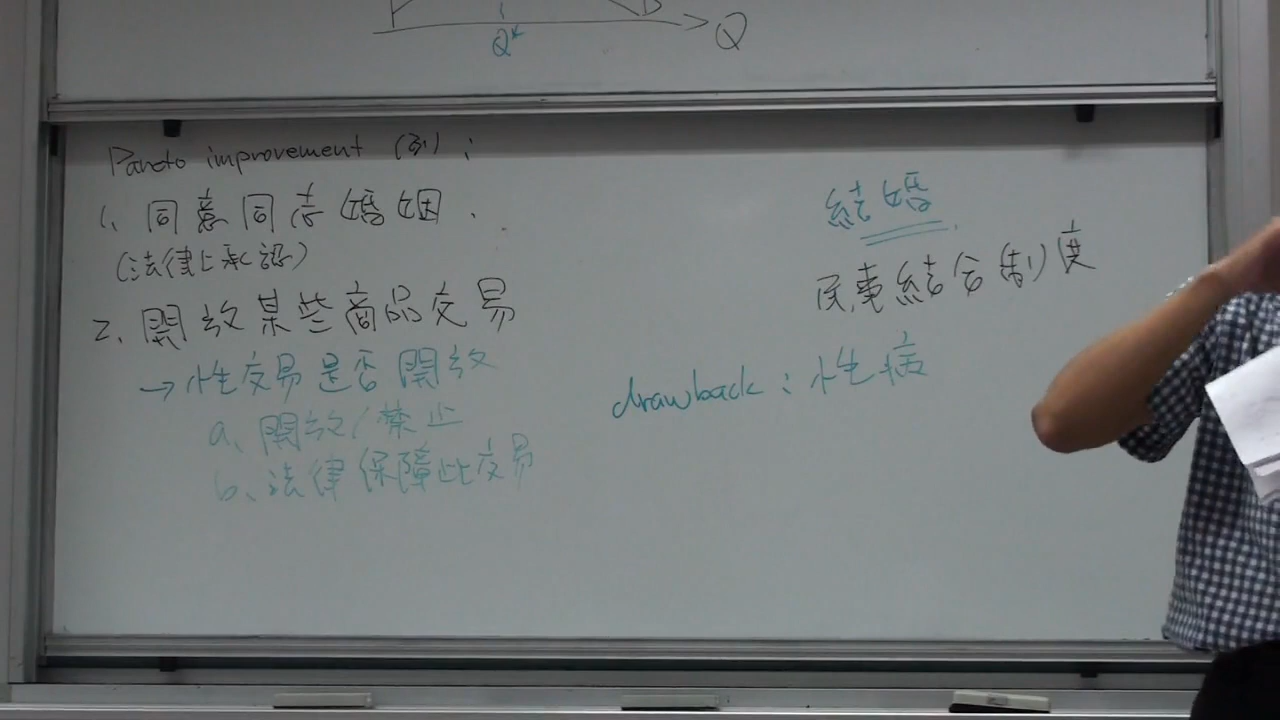 Q*
Q
Pareto improvement (例) :
1. 同意同志婚姻.
(法律上承認)
2. 開放某些商品交易
→ 性交易是否開放
a. 開放/禁止
b. 法律保障此交易
結婚
民事結合制度
drawback : 性病